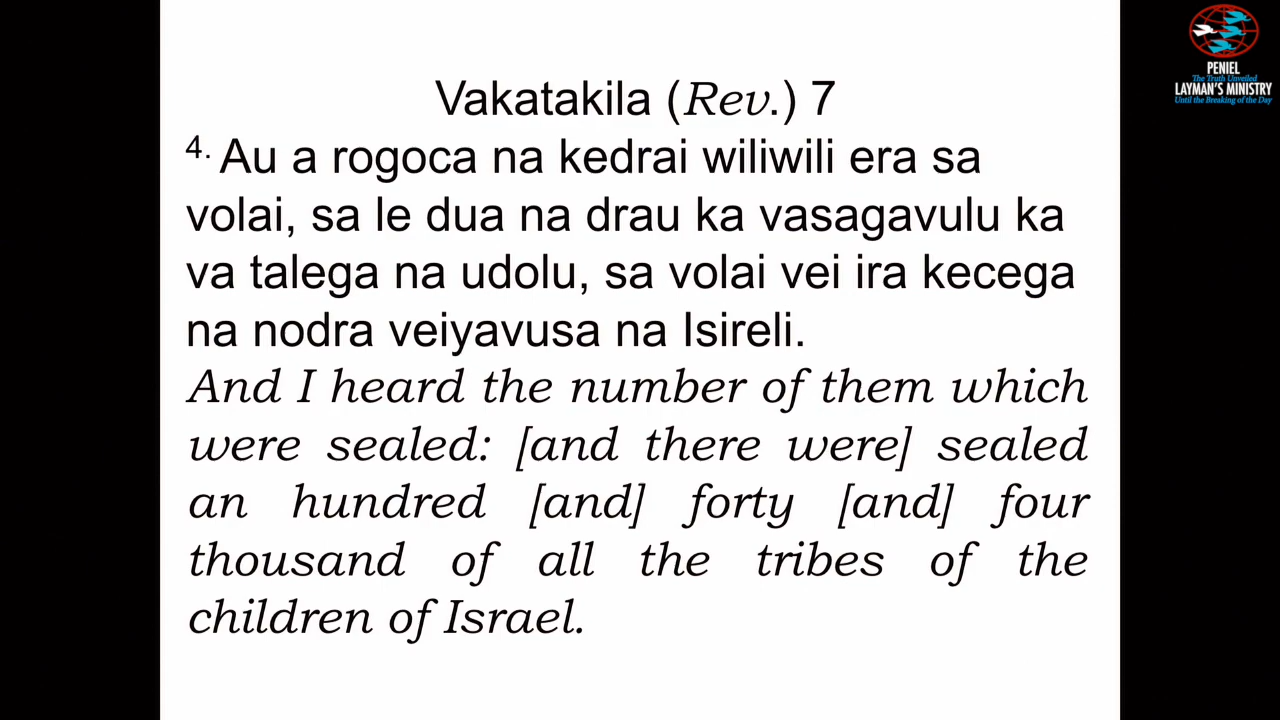 PENIEL
The Truth Unveiled
LAYMAN'S MINISTRY
Until the Breaking of the Day
Vakatakila (Rev.) 7
4. Au a rogoca na kedrai wiliwili era sa
volai, sa le dua na drau ka vasagavulu ka
va talega na udolu, sa volai vei ira kecega
na nodra veiyavusa na Isireli.
And I heard the number of them which
were sealed: [and there were] sealed
an hundred [and] forty [and] four
thousand of all the tribes of the
children of Israel.